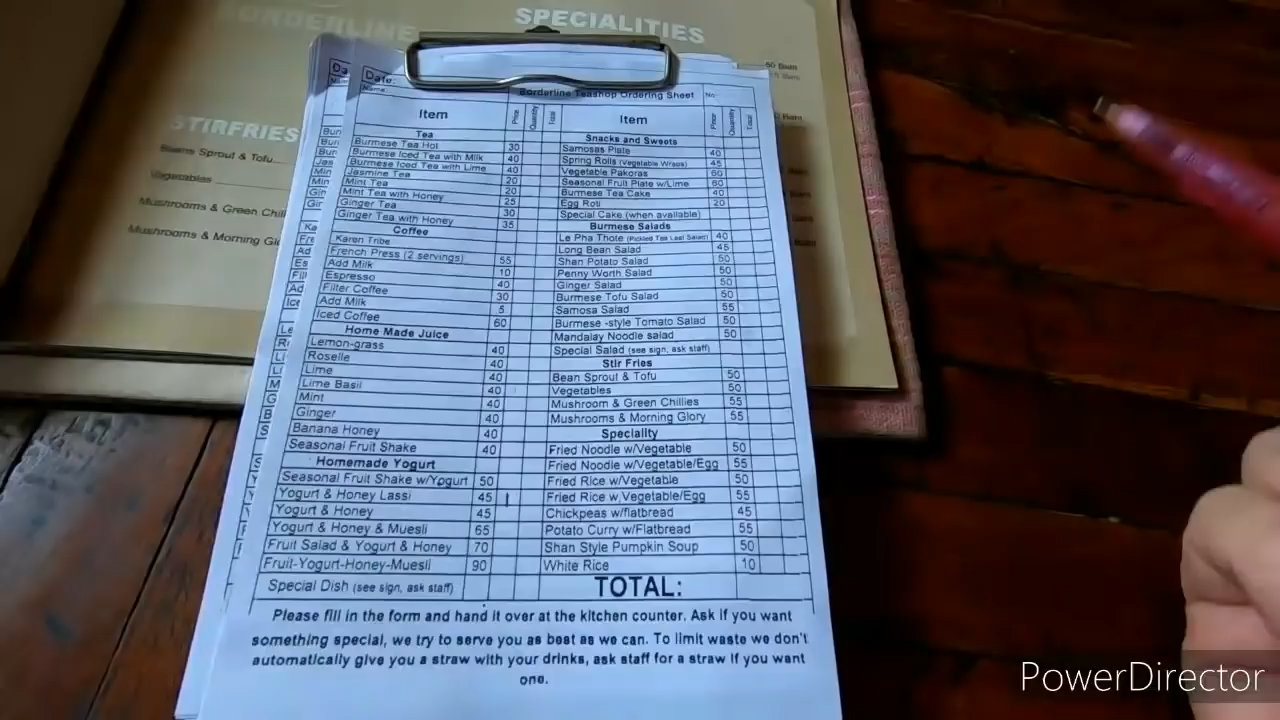 BORDERLINE
SPECIALITIES
STIRFRIES
Beans Sprout & Tofu
Vegetables
Mushrooms & Green Chill
Mushrooms & Morning Glo
50 Baht
Date:
Name:
Borderline Teashop Ordering Sheet
No:
Item Price Quantity Total
Tea
Burmese Tea Hot 30
Burmese Iced Tea with Milk 40
Burmese Iced Tea with Lime 40
Jasmine Tea 20
Mint Tea 20
Mint Tea with Honey 25
Ginger Tea 30
Ginger Tea with Honey 35
Coffee
Karen Tribe
French Press (2 servings) 55
Add Milk 10
Espresso 40
Filter Coffee 30
Add Milk 5
Iced Coffee 60
Home Made Juice
Lemon-grass 40
Roselle 40
Lime 40
Lime Basil 40
Mint 40
Ginger 40
Banana Honey 40
Seasonal Fruit Shake 40
Homemade Yogurt
Seasonal Fruit Shake w/Yogurt 50
Yogurt & Honey Lassi 45
Yogurt & Honey 45
Yogurt & Honey & Muesli 65
Fruit Salad & Yogurt & Honey 70
Fruit-Yogurt-Honey-Muesli 90
Special Dish (see sign, ask staff)
Item Price Quantity Total
Snacks and Sweets
Samosas Plate 40
Spring Rolls (Vegetable Wraps) 45
Vegetable Pakoras 60
Seasonal Fruit Plate w/Lime 60
Burmese Tea Cake 40
Egg Roti 20
Special Cake (when available)
Burmese Salads
Le Pha Thote (Pickled Tea Leaf Salad) 40
Long Bean Salad 45
Shan Potato Salad 50
Penny Worth Salad 50
Ginger Salad 50
Burmese Tofu Salad 50
Samosa Salad 55
Burmese -style Tomato Salad 50
Mandalay Noodle salad 50
Special Salad (see sign, ask staff)
Stir Fries
Bean Sprout & Tofu 50
Vegetables 50
Mushroom & Green Chillies 55
Mushrooms & Morning Glory 55
Speciality
Fried Noodle w/Vegetable 50
Fried Noodle w/Vegetable/Egg 55
Fried Rice w/Vegetable 50
Fried Rice w,Vegetable/Egg 55
Chickpeas w/flatbread 45
Potato Curry w/Flatbread 55
Shan Style Pumpkin Soup 50
White Rice 10
TOTAL:
Please fill in the form and hand it over at the kitchen counter. Ask if you want
something special, we try to serve you as best as we can. To limit waste we don't
automatically give you a straw with your drinks, ask staff for a straw if you want
one.
PowerDirector